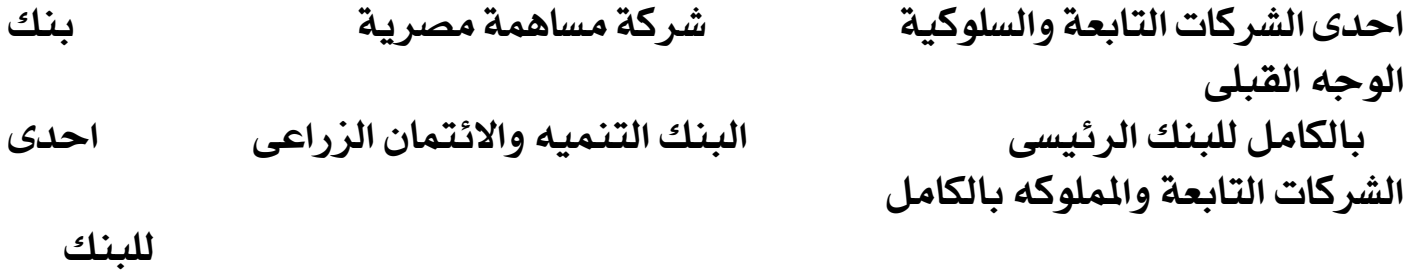 احدى الشركات التابعة والسلوكية شركة مساهمة مصرية بنك
الوجه القبلى
بالكامل للبنك الرئيسى البنك التنميه والائتمان الزراعى احدى
الشركات التابعة والمملوكه بالكامل
للبنك